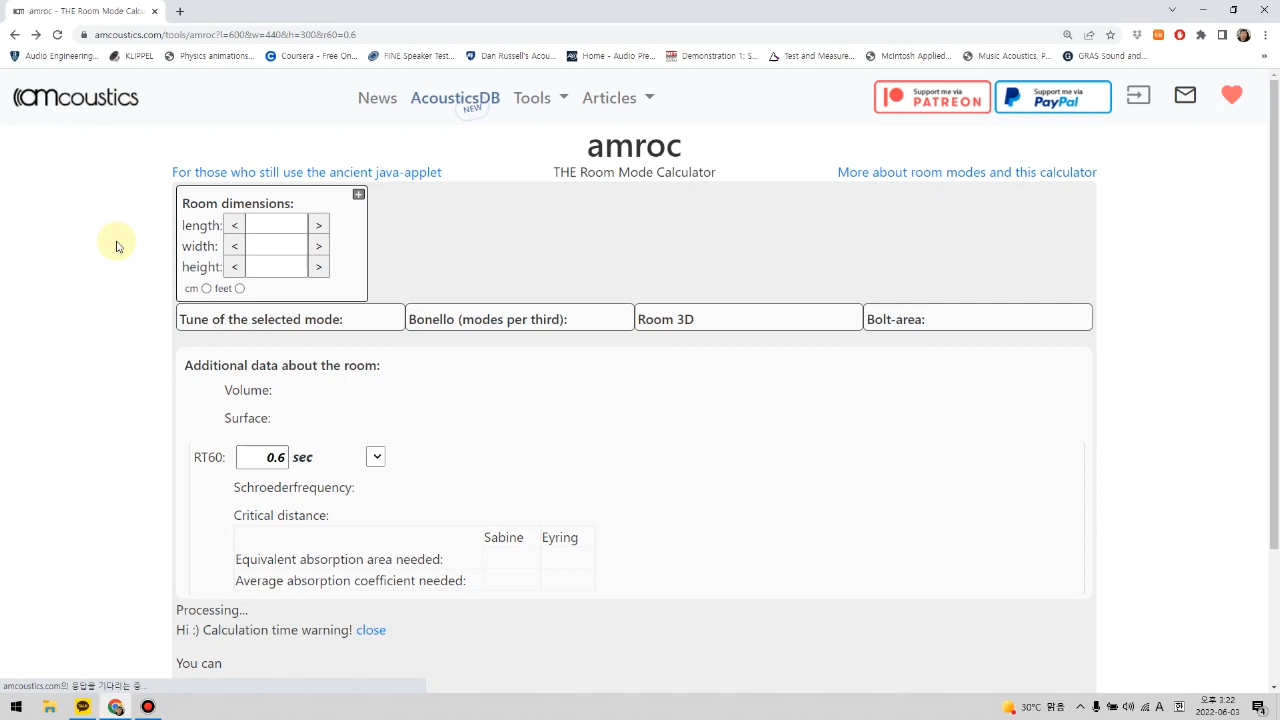 amroc - The Room Mode Calcu
amcoustics.com/tools/amroc?l=600&w=440&h=300&r60=0.6
Audio Engineering... KLIPPEL Physics animations... Coursera - Free On... FINE Speaker Test... Dan Russell's Acou... Home - Audio Pre... Demonstration 1: S... Test and Measure... Mcintosh Applied... Music Acoustics, P... GRAS Sound and... »
amcoustics News AcousticsDB NEW Tools Articles Support me via PATREON Support me via PayPal
amroc
For those who still use the ancient java-applet THE Room Mode Calculator More about room modes and this calculator
Room dimensions:
length: < >
width: < >
height: < >
cm feet
Tune of the selected mode: Bonello (modes per third): Room 3D Bolt-area:
Additional data about the room:
Volume:
Surface:
RT60: 0.6 sec
Schroederfrequency:
Critical distance:
Sabine Eyring
Equivalent absorption area needed:
Average absorption coefficient needed:
Processing...
Hi :) Calculation time warning! close
You can
amcoustics.com의 응답을 기다리는 중...
30°C 맑음 A 오후 3:22
2022-06-03